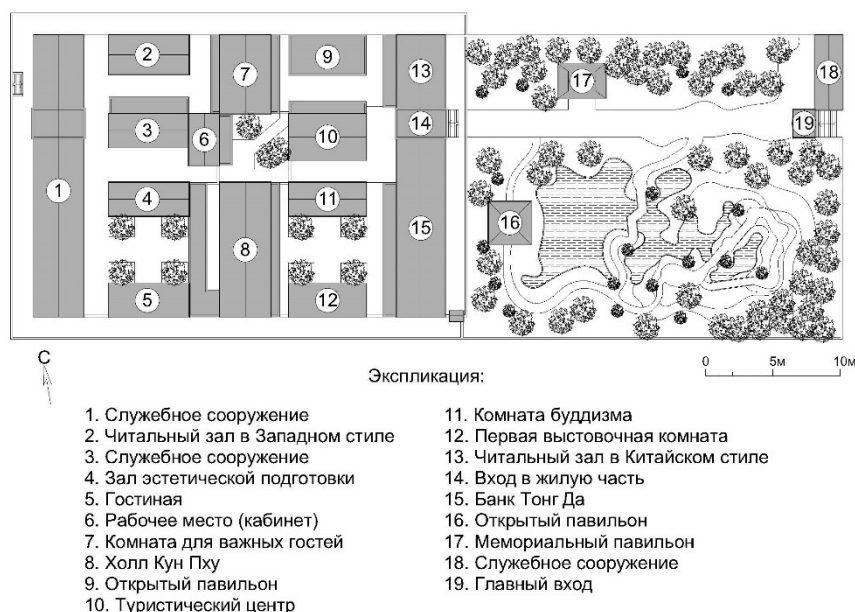 2
9
7
13
17
18
3
6
10
14
19
1
4
11
15
16
8
5
12
С
0 5м 10м
Экспликация:
1. Служебное сооружение
2. Читальный зал в Западном стиле
3. Служебное сооружение
4. Зал эстетической подготовки
5. Гостиная
6. Рабочее место (кабинет)
7. Комната для важных гостей
8. Холл Кун Пху
9. Открытый павильон
10. Туристический центр
11. Комната буддизма
12. Первая выстовочная комната
13. Читальный зал в Китайском стиле
14. Вход в жилую часть
15. Банк Тонг Да
16. Открытый павильон
17. Мемориальный павильон
18. Служебное сооружение
19. Главный вход